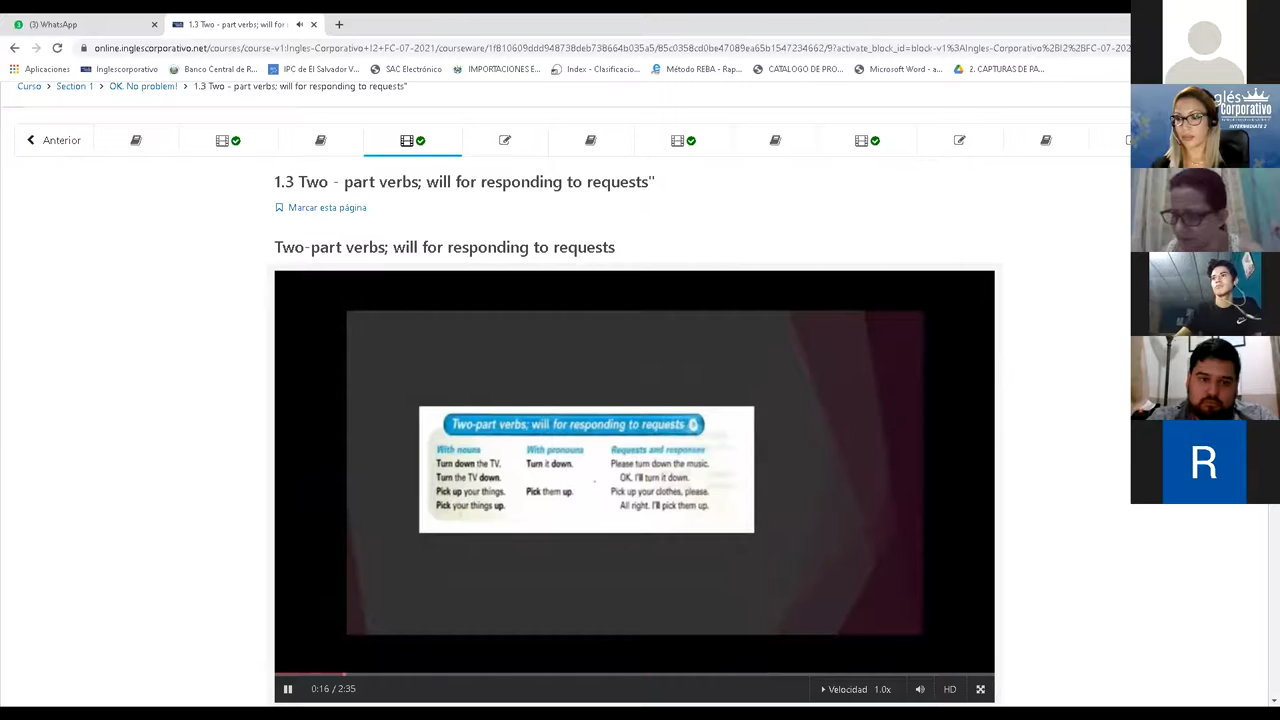 (3) WhatsApp
1.3 Two - part verbs; will for
online.inglescorporativo.net/courses/course-v1:Ingles-Corporativo+I2+FC-07-2021/courseware/1f810609ddd948738deb738664b035a5/85c0358cd0be47089ea65b1547234662/9?activate_block_id=block-v1%3AIngles-Corporativo%2BI2%2BFC-07-202
Aplicaciones
Inglescorporativo
Banco Central de R...
IPC de El Salvador V...
SAC Electrónico
IMPORTACIONES E...
Index - Clasificacio...
Método REBA - Rap...
CATALOGO DE PRO...
Microsoft Word - a...
2. CAPTURAS DE PA...
Curso > Section 1 > OK. No problem! > 1.3 Two - part verbs; will for responding to requests"
Anterior
1.3 Two - part verbs; will for responding to requests"
Marcar esta página
Two-part verbs; will for responding to requests
Two-part verbs; will for responding to requests
With nouns With pronouns Requests and responses
Turn down the TV. Turn it down. Please turn down the music.
Turn the TV down. OK. I'll turn it down.
Pick up your things. Pick them up. Pick up your clothes, please.
Pick your things up. All right. I'll pick them up.
0:16 / 2:35
Velocidad 1.0x
HD
glés
Corporativo
INTERMEDIATE 2
R